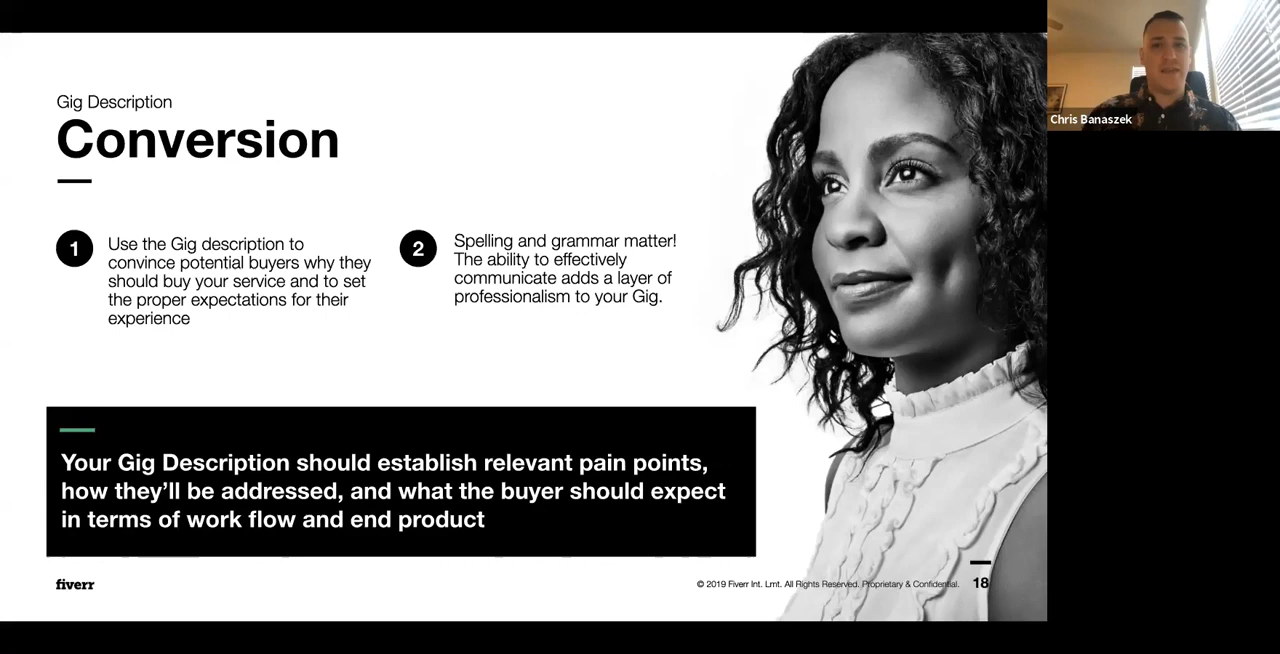 Gig Description
Conversion
1
Use the Gig description to
convince potential buyers why they
should buy your service and to set
the proper expectations for their
experience
2
Spelling and grammar matter!
The ability to effectively
communicate adds a layer of
professionalism to your Gig.
Your Gig Description should establish relevant pain points,
how they’ll be addressed, and what the buyer should expect
in terms of work flow and end product
fiverr
© 2019 Fiverr Int. Lmt. All Rights Reserved. Proprietary & Confidential.
18
Chris Banaszek